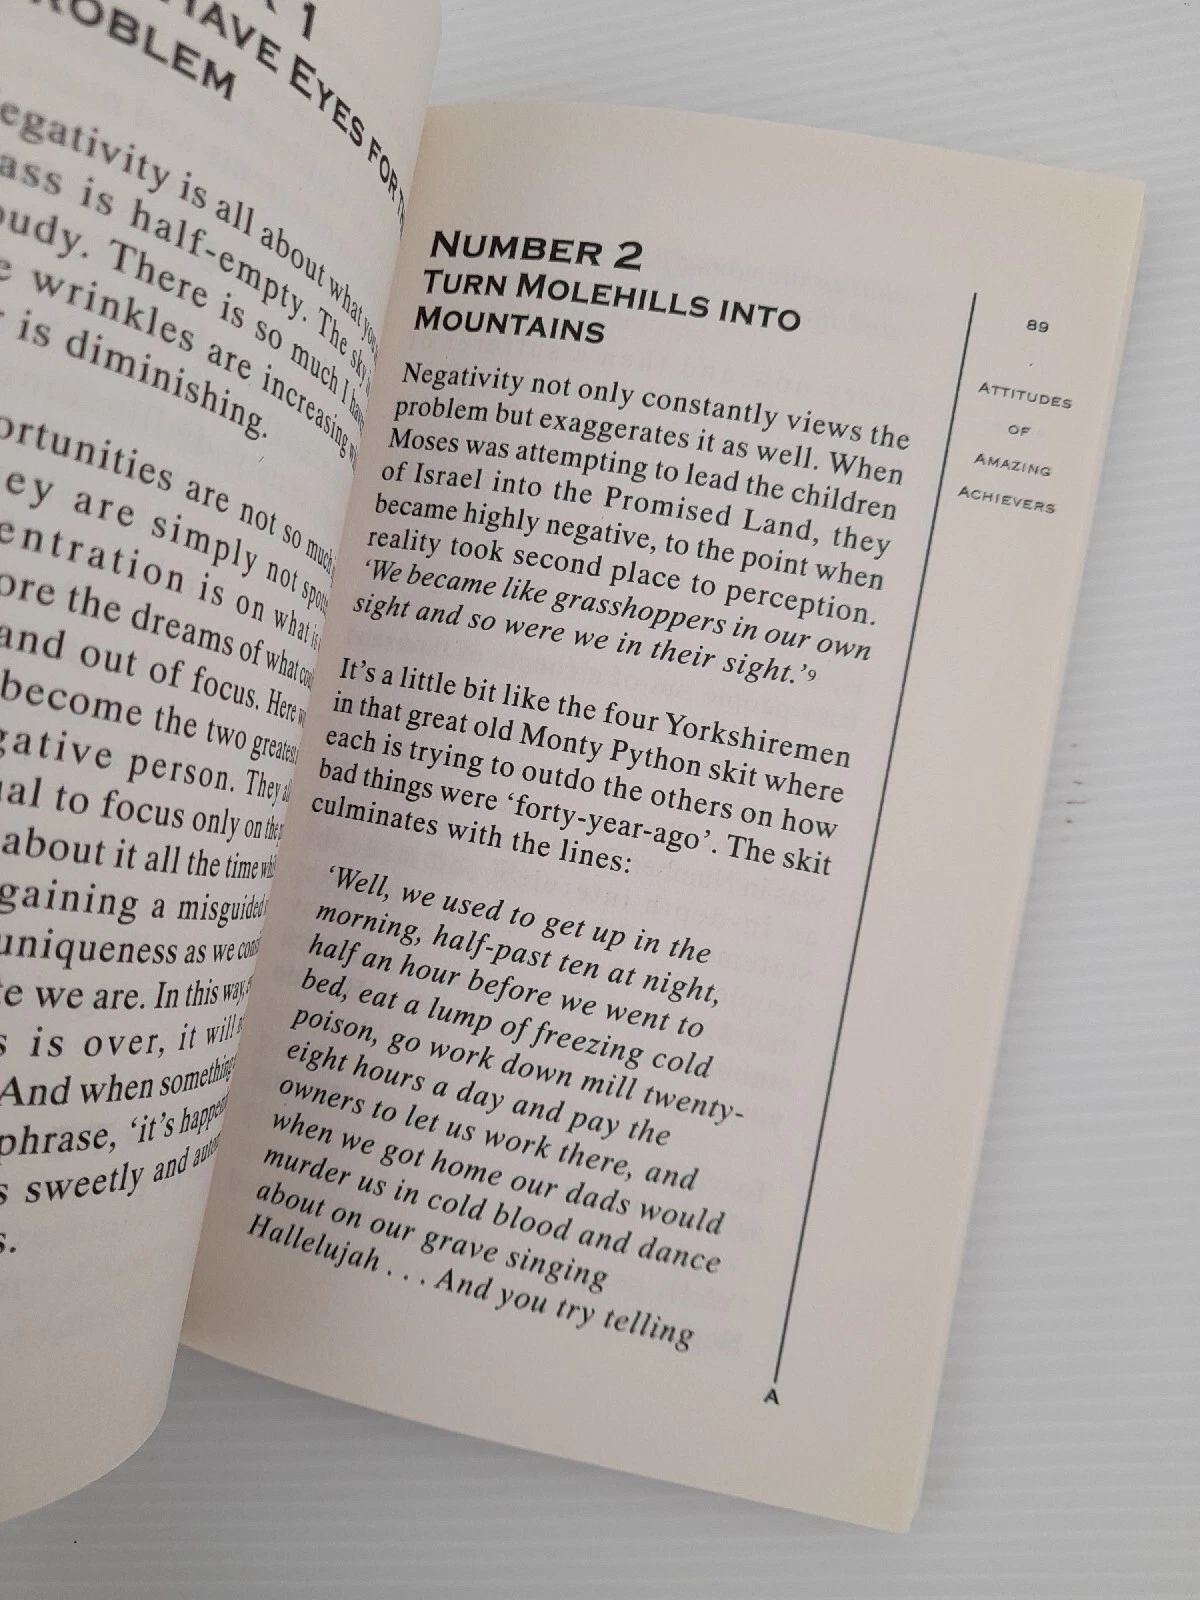 1
HAVE EYES FOR
PROBLEM
egativity is all about what you
ass is half-empty. The sky is
oudy. There is so much I have
e wrinkles are increasing
r is diminishing.
ortunities are not so much
ey are simply not
entration is on what is
ore the dreams of what
and out of focus. Here
become the two greatest
gative person. They
ual to focus only on
about it all the time
gaining a misguided
uniqueness as we
te we are. In this way,
s is over, it will
And when something
phrase, ‘it's
s sweetly and
s.
NUMBER 2
TURN MOLEHILLS INTO
MOUNTAINS
Negativity not only constantly views the
problem but exaggerates it as well. When
Moses was attempting to lead the children
of Israel into the Promised Land, they
became highly negative, to the point when
reality took second place to perception.
‘We became like grasshoppers in our own
sight and so were we in their sight.’⁹
It's a little bit like the four Yorkshiremen
in that great old Monty Python skit where
each is trying to outdo the others on how
bad things were ‘forty-year-ago’. The skit
culminates with the lines:
‘Well, we used to get up in the
morning, half-past ten at night,
half an hour before we went to
bed, eat a lump of freezing cold
poison, go work down mill twenty-
eight hours a day and pay the
owners to let us work there, and
when we got home our dads would
murder us in cold blood and dance
about on our grave singing
Hallelujah . . . And you try telling
89
ATTITUDES
OF
AMAZING
ACHIEVERS
A